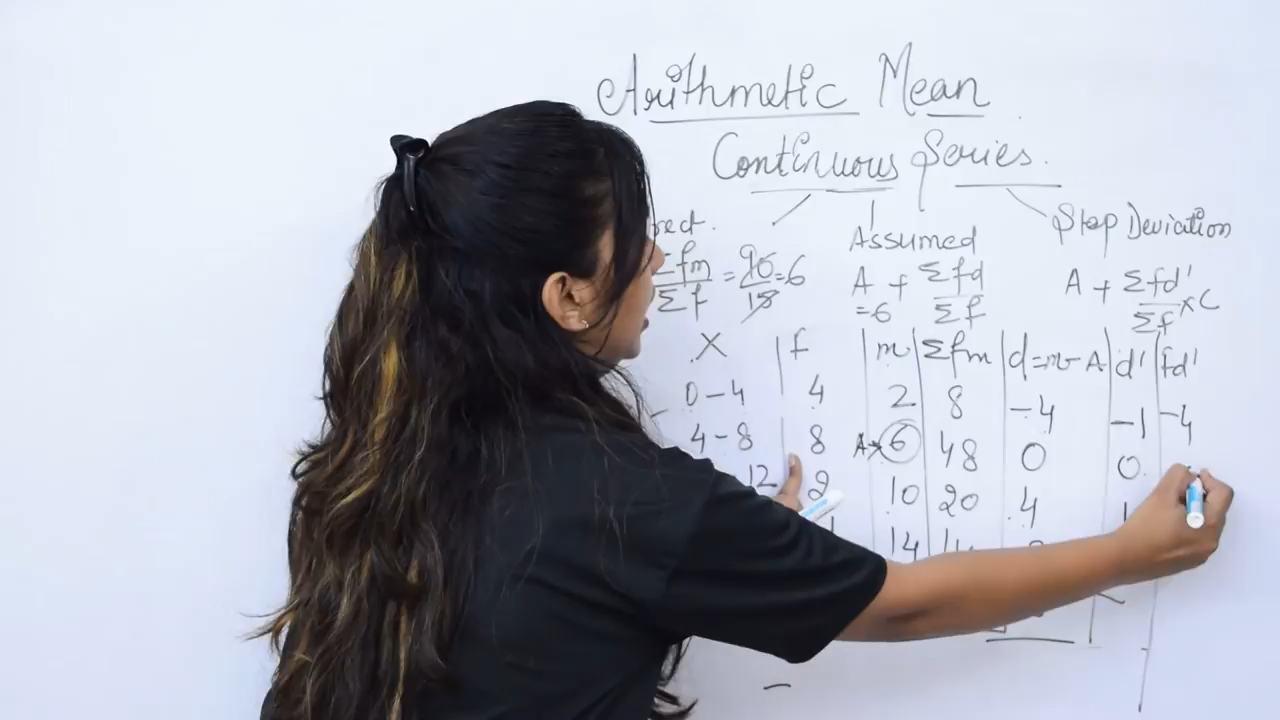 Arithmetic Mean
Continuous Series.
Assumed
Step Deviation
Σfm/Σf = 90/15 = 6
A + Σfd/Σf
= 6
A + Σfd'/Σf × C
X | f | m | Σfm | d=m-A | d' | fd'
0-4 | 4 | 2 | 8 | -4 | -1 | -4
4-8 | 8 | A→ 6 | 48 | 0 | 0
12 | 2 | 10 | 20 | 4 | 1
1 | 14 | 14